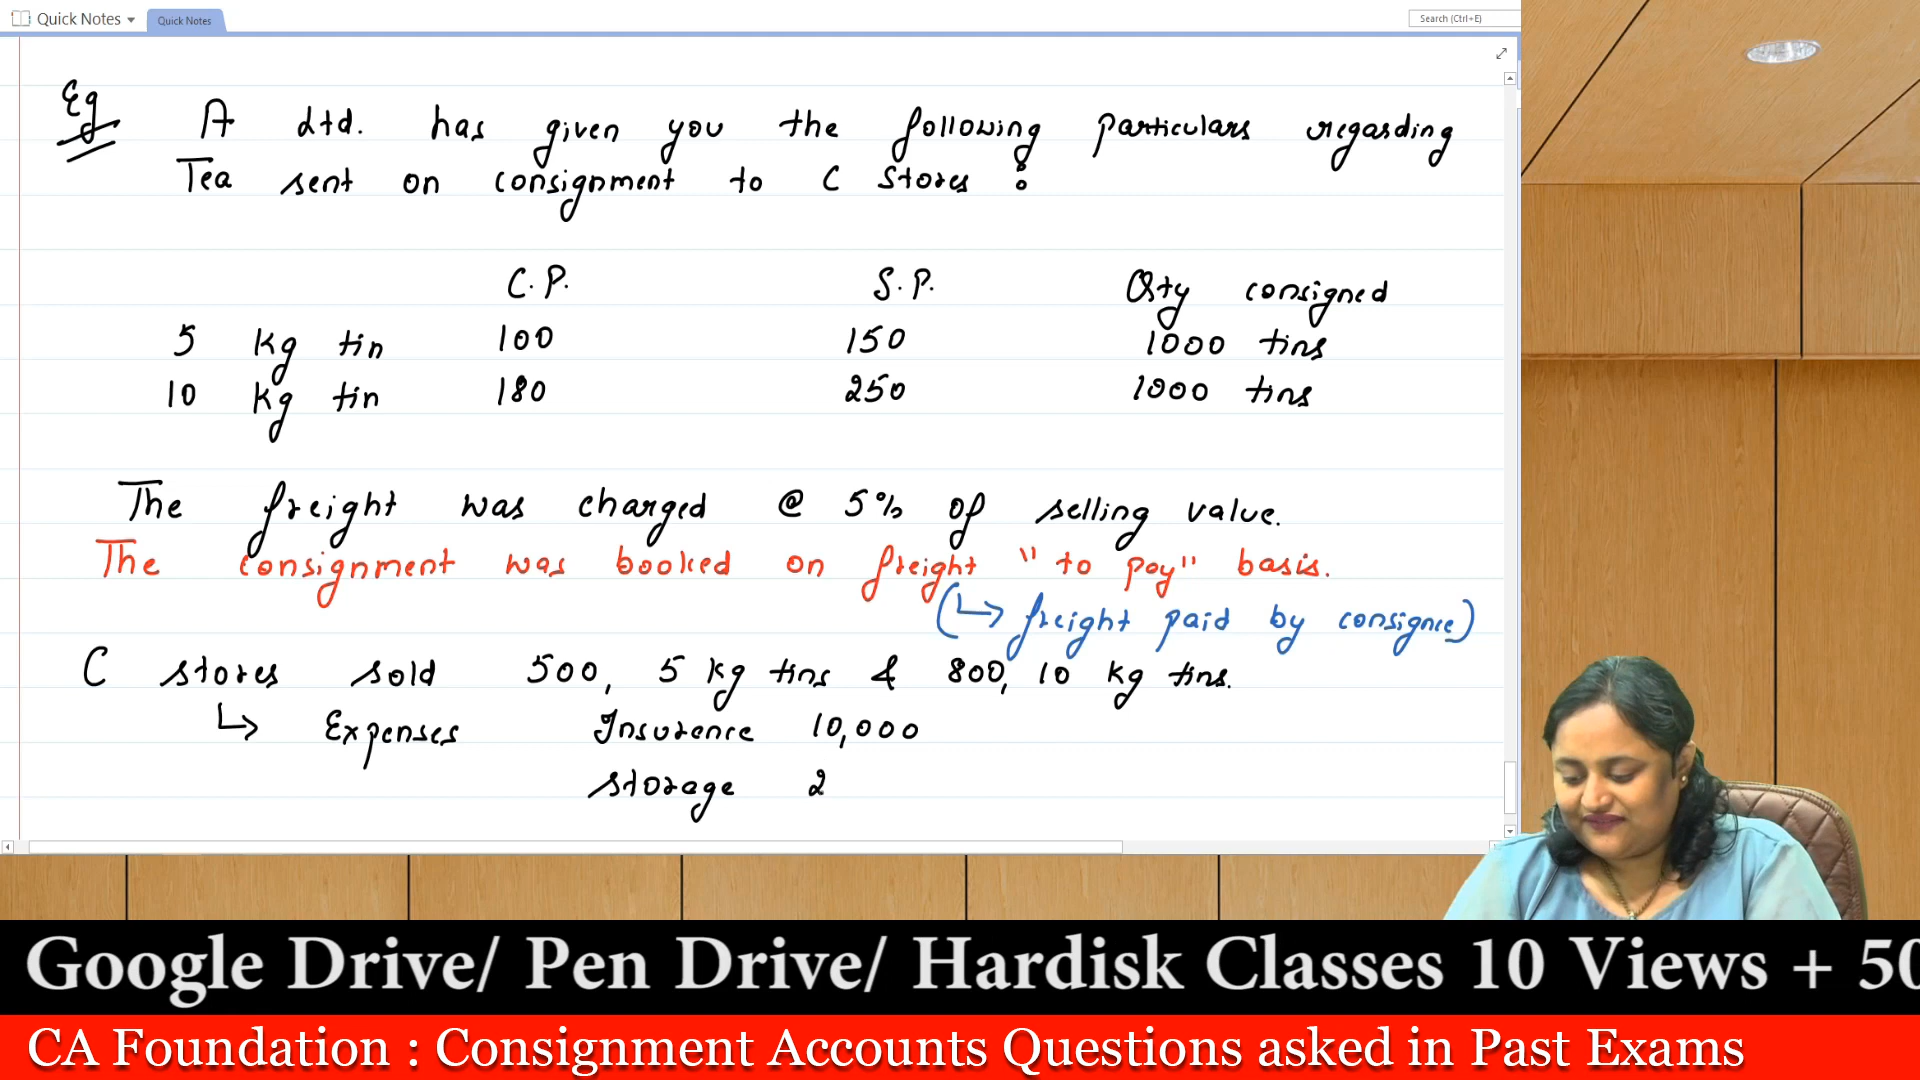 Quick Notes
Quick Notes
Search (Ctrl+E)
Eg A Ltd. has given you the following particulars regarding
Tea sent on consignment to C Stores :
C.P. S.P. Qty consigned
5 kg tin 100 150 1000 tins
10 kg tin 180 250 1000 tins
The freight was charged @ 5% of selling value.
The consignment was booked on freight "to pay" basis.
(↳ freight paid by consignee)
C stores sold 500, 5 kg tins & 800, 10 kg tins.
↳ Expenses Insurence 10,000
storage 2
Google Drive/ Pen Drive/ Hardisk Classes 10 Views + 50
CA Foundation : Consignment Accounts Questions asked in Past Exams